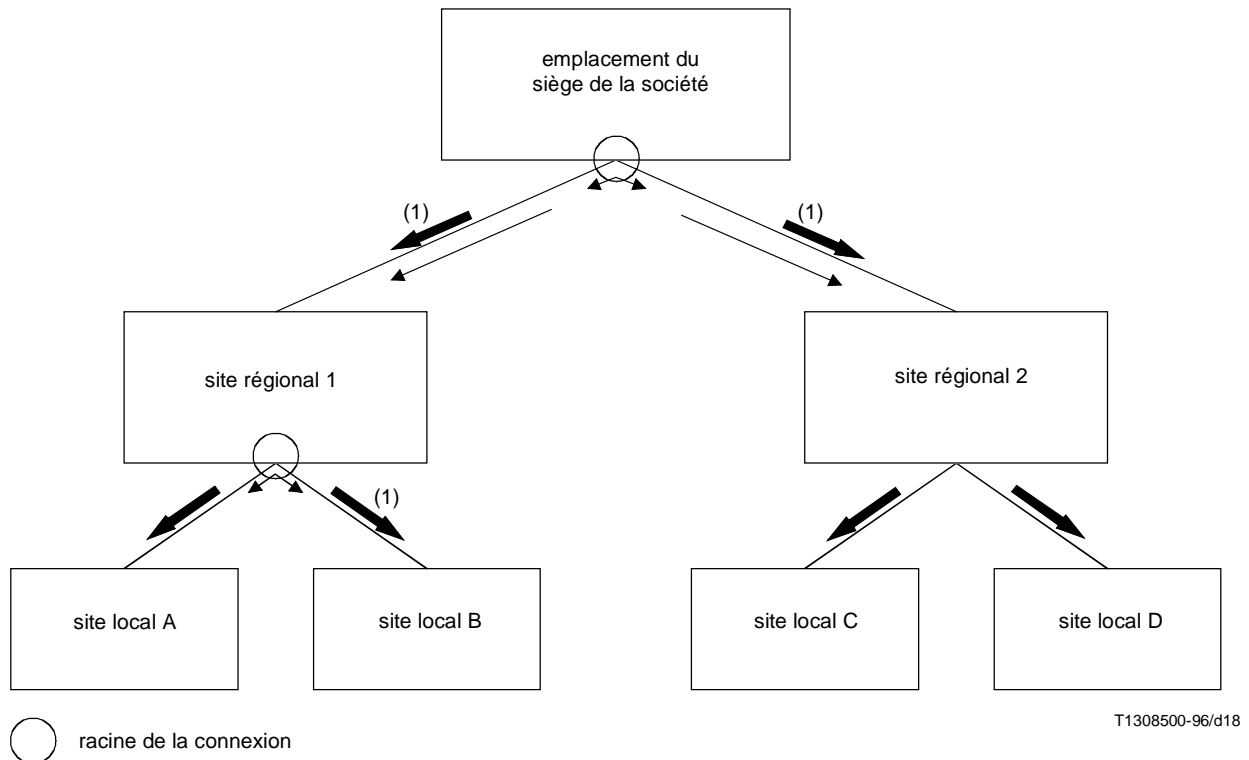 emplacement du
siège de la société
(1)
(1)
site régional 1
site régional 2
(1)
site local A
site local B
site local C
site local D
T1308500-96/d18
racine de la connexion